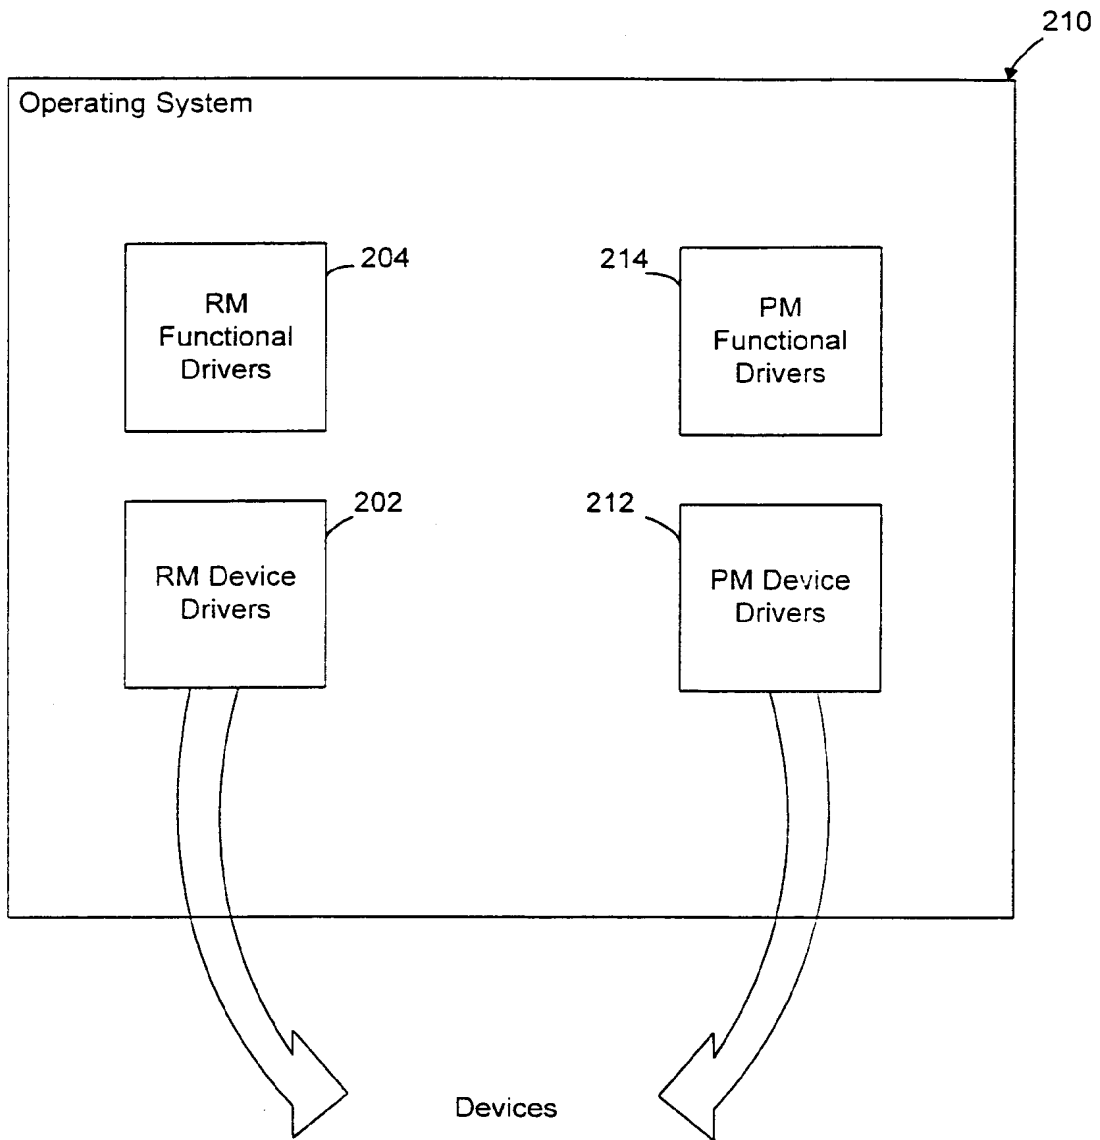 210
Operating System
204
RM
Functional
Drivers
214
PM
Functional
Drivers
202
RM Device
Drivers
212
PM Device
Drivers
Devices